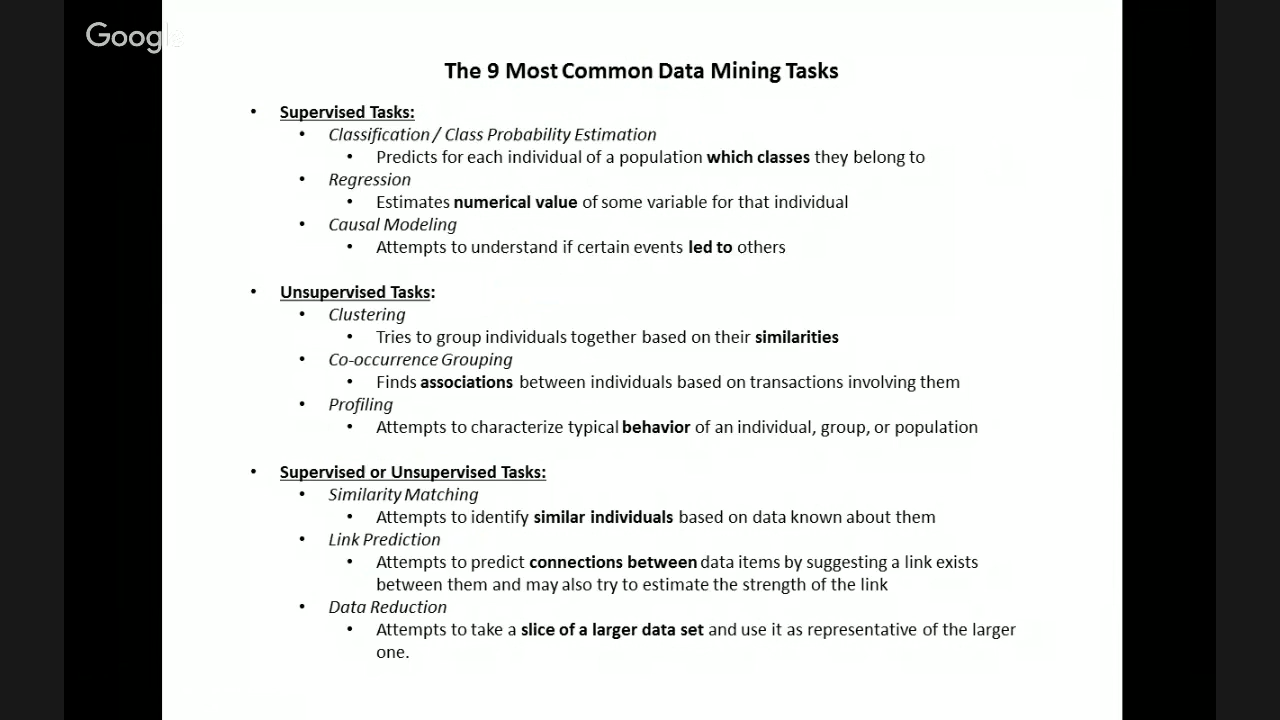 Google
The 9 Most Common Data Mining Tasks
• Supervised Tasks:
• Classification / Class Probability Estimation
• Predicts for each individual of a population which classes they belong to
• Regression
• Estimates numerical value of some variable for that individual
• Causal Modeling
• Attempts to understand if certain events led to others
• Unsupervised Tasks:
• Clustering
• Tries to group individuals together based on their similarities
• Co-occurrence Grouping
• Finds associations between individuals based on transactions involving them
• Profiling
• Attempts to characterize typical behavior of an individual, group, or population
• Supervised or Unsupervised Tasks:
• Similarity Matching
• Attempts to identify similar individuals based on data known about them
• Link Prediction
• Attempts to predict connections between data items by suggesting a link exists
between them and may also try to estimate the strength of the link
• Data Reduction
• Attempts to take a slice of a larger data set and use it as representative of the larger
one.